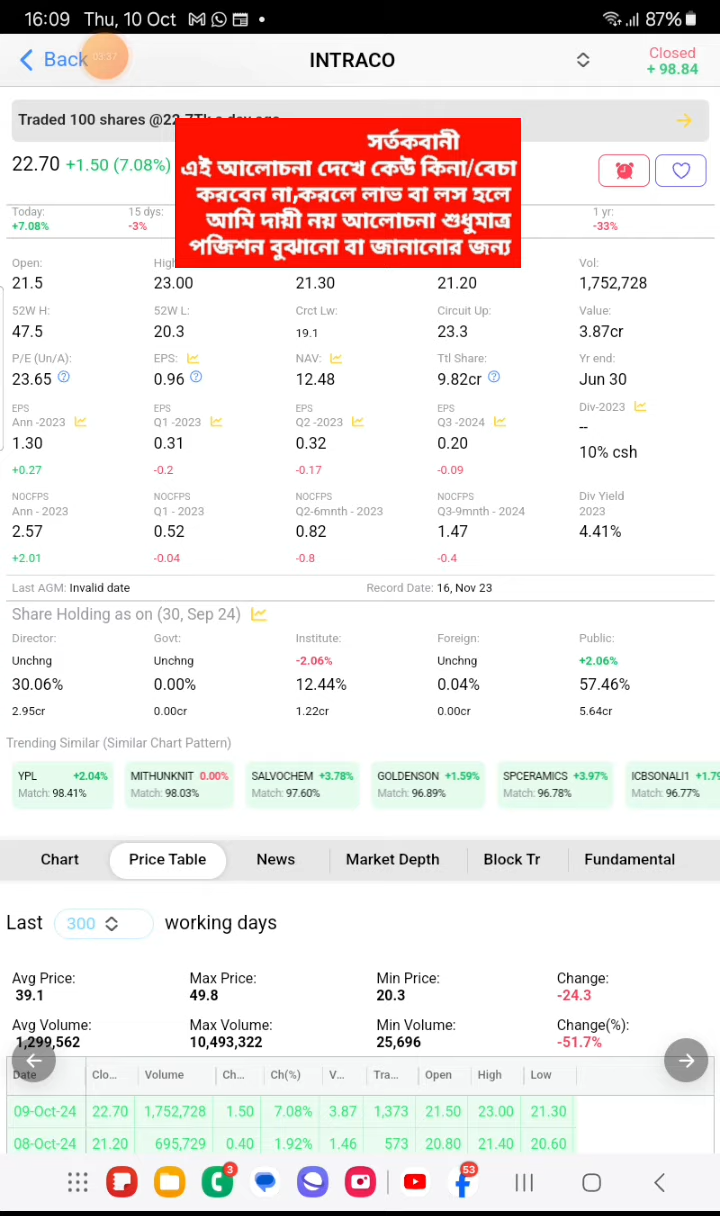 16:09 Thu, 10 Oct 87%
Back 03:37 INTRACO Closed
+ 98.84
Traded 100 shares @22.7Tk a day ago
22.70 +1.50 (7.08%)
সর্তকবানী
এই আলোচনা দেখে কেউ কিনা/বেচা
করবেন না,করলে লাভ বা লস হলে
আমি দায়ী নয় আলোচনা শুধুমাত্র
পজিশন বুঝানো বা জানানোর জন্য
Today: 15 dys: 1 yr:
+7.08% -3% -33%
Open: High Vol:
21.5 23.00 21.30 21.20 1,752,728
52W H: 52W L: Crct Lw: Circuit Up: Value:
47.5 20.3 19.1 23.3 3.87cr
P/E (Un/A): EPS: NAV: Ttl Share: Yr end:
23.65 0.96 12.48 9.82cr Jun 30
EPS EPS EPS EPS Div-2023
Ann -2023 Q1 -2023 Q2 -2023 Q3 -2024 --
1.30 0.31 0.32 0.20 10% csh
+0.27 -0.2 -0.17 -0.09
NOCFPS NOCFPS NOCFPS NOCFPS Div Yield
Ann - 2023 Q1 - 2023 Q2-6mnth - 2023 Q3-9mnth - 2024 2023
2.57 0.52 0.82 1.47 4.41%
+2.01 -0.04 -0.8 -0.4
Last AGM: Invalid date Record Date: 16, Nov 23
Share Holding as on (30, Sep 24)
Director: Govt: Institute: Foreign: Public:
Unchng Unchng -2.06% Unchng +2.06%
30.06% 0.00% 12.44% 0.04% 57.46%
2.95cr 0.00cr 1.22cr 0.00cr 5.64cr
Trending Similar (Similar Chart Pattern)
YPL +2.04% MITHUNKNIT 0.00% SALVOCHEM +3.78% GOLDENSON +1.59% SPCERAMICS +3.97% ICBSONALI1 +1.79
Match: 98.41% Match: 98.03% Match: 97.60% Match: 96.89% Match: 96.78% Match: 96.77%
Chart Price Table News Market Depth Block Tr Fundamental
Last 300 working days
Avg Price: Max Price: Min Price: Change:
39.1 49.8 20.3 -24.3
Avg Volume: Max Volume: Min Volume: Change(%):
1,299,562 10,493,322 25,696 -51.7%
Date Clo... Volume Ch... Ch(%) V... Tra... Open High Low
09-Oct-24 22.70 1,752,728 1.50 7.08% 3.87 1,373 21.50 23.00 21.30
08-Oct-24 21.20 695,729 0.40 1.92% 1.46 573 20.80 21.40 20.60
3 53